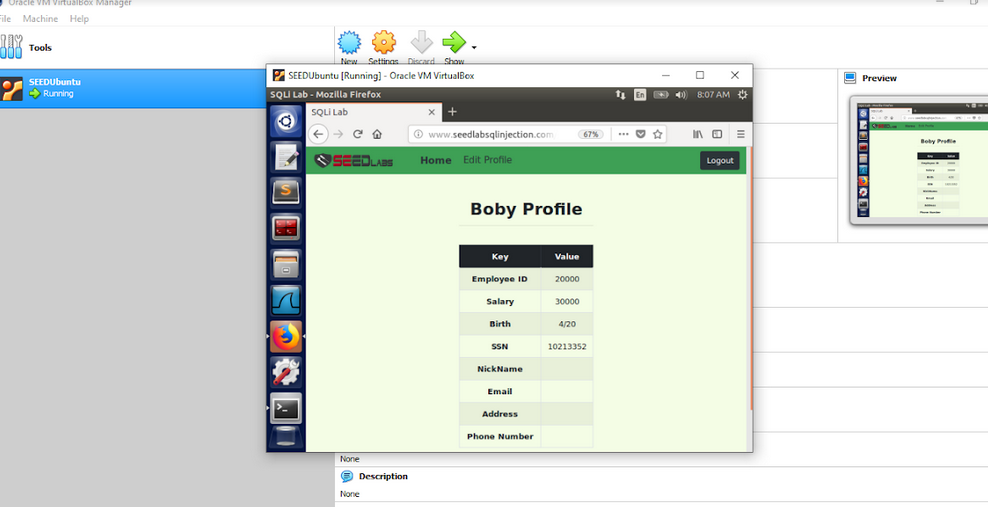 Oracle VM VirtualBox Manager
File Machine Help
Tools
New Settings Discard Show
SEEDUbuntu
Running
Preview
SEEDUbuntu [Running] - Oracle VM VirtualBox
SQLi Lab - Mozilla Firefox
En
8:07 AM
SQLi Lab
www.seedlabsqlinjection.com
67%
SEEDLABS
Home Edit Profile
Logout
Boby Profile
Key Value
Employee ID 20000
Salary 30000
Birth 4/20
SSN 10213352
NickName
Email
Address
Phone Number
Boby Profile
None
Description
None